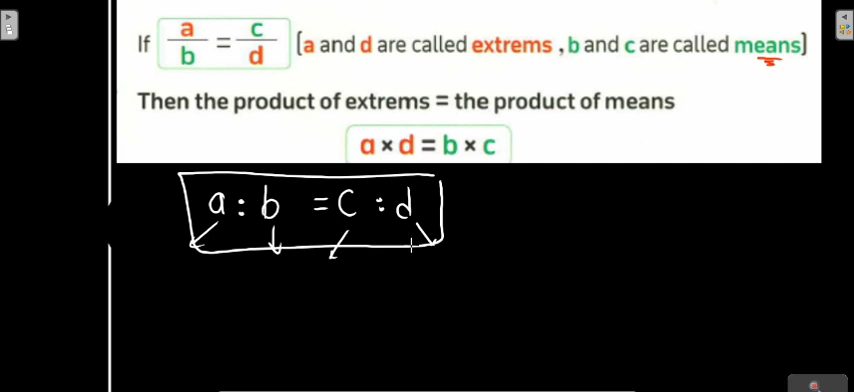 If a/b = c/d [a and d are called extrems , b and c are called means]
Then the product of extrems = the product of means
a × d = b × c
a : b = c : d